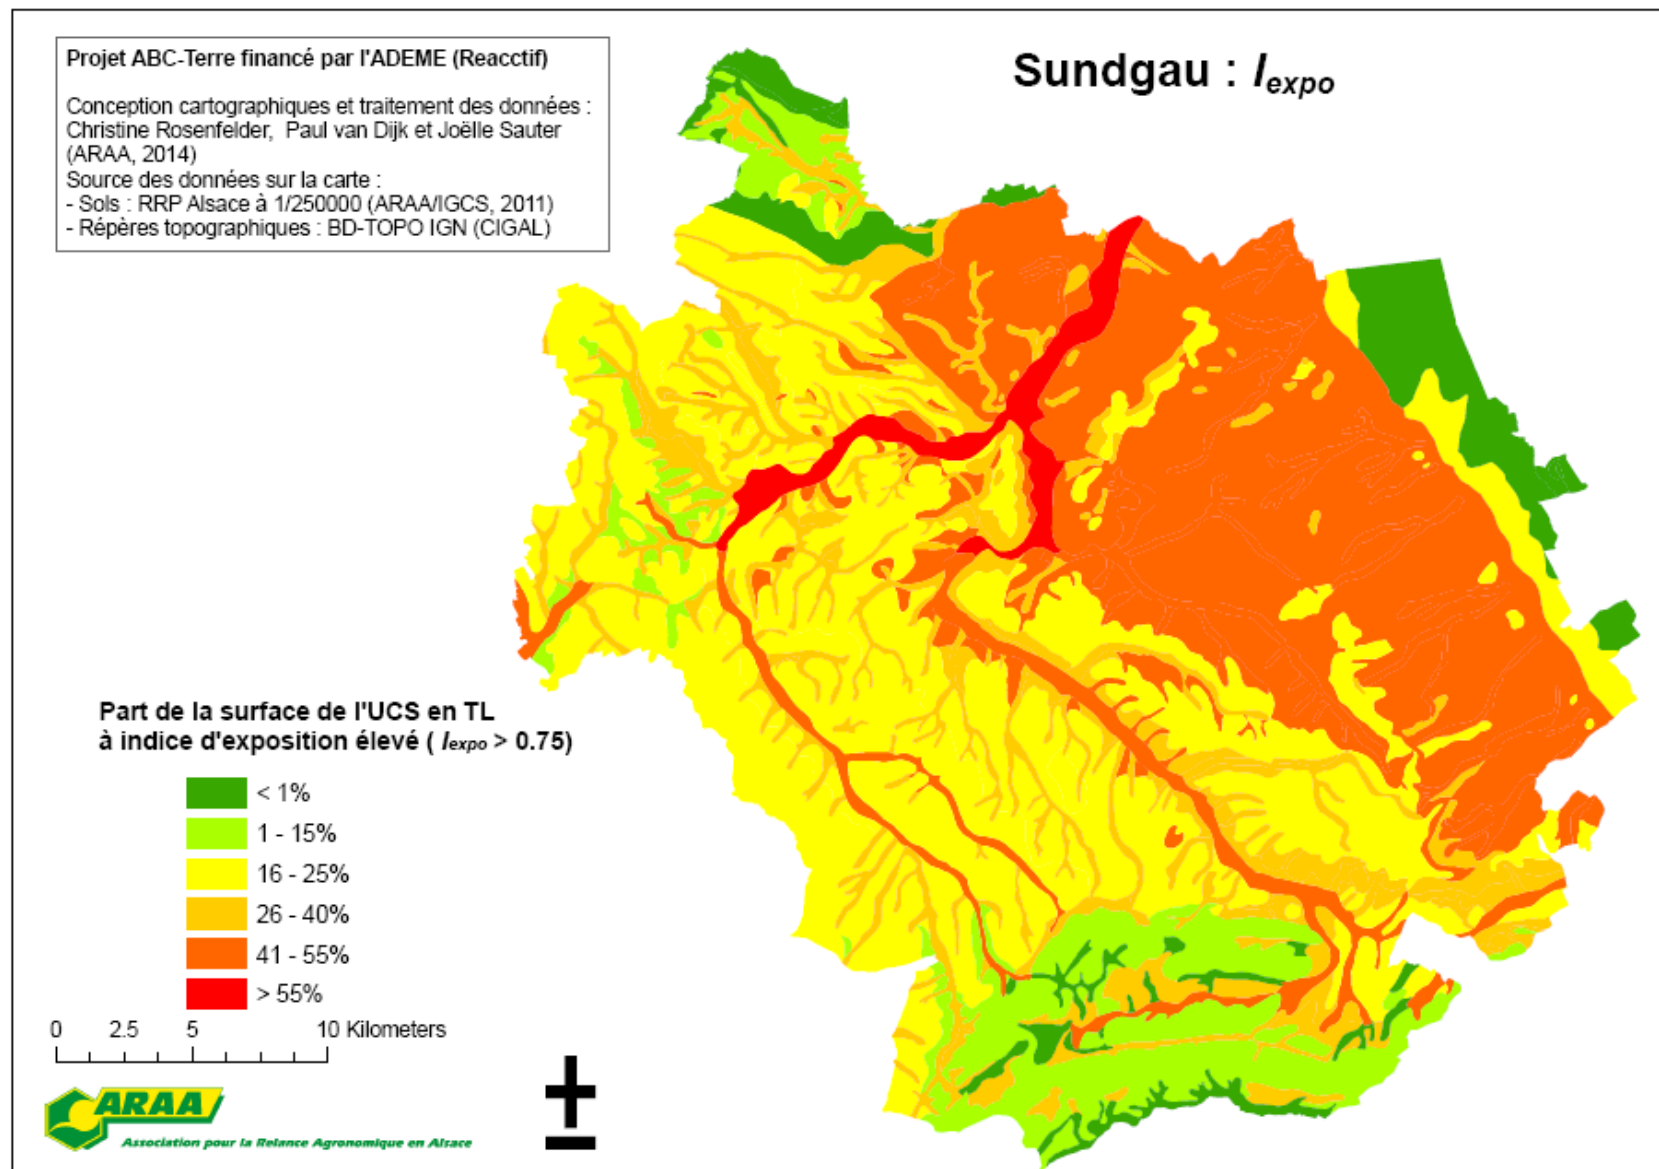 Projet ABC-Terre financé par l'ADEME (Reacctif)
Conception cartographiques et traitement des données :
Christine Rosenfelder, Paul van Dijk et Joëlle Sauter
(ARAA, 2014)
Source des données sur la carte :
- Sols : RRP Alsace à 1/250000 (ARAA/IGCS, 2011)
- Répères topographiques : BD-TOPO IGN (CIGAL)
Sundgau : Iexpo
Part de la surface de l'UCS en TL
à indice d'exposition élevé ( Iexpo > 0.75)
< 1%
1 - 15%
16 - 25%
26 - 40%
41 - 55%
> 55%
0 2.5 5 10 Kilometers
ARAA
Association pour la Relance Agronomique en Alsace